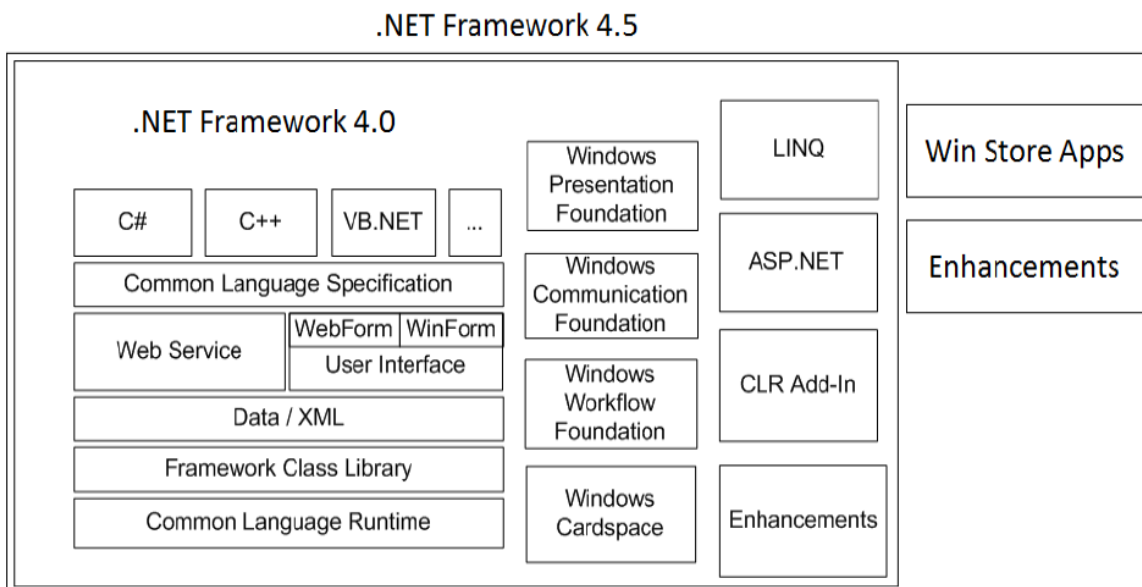 .NET Framework 4.5
.NET Framework 4.0
C#
C++
VB.NET
...
Common Language Specification
Web Service
WebForm
WinForm
User Interface
Data / XML
Framework Class Library
Common Language Runtime
Windows
Presentation
Foundation
Windows
Communication
Foundation
Windows
Workflow
Foundation
Windows
Cardspace
LINQ
ASP.NET
CLR Add-In
Enhancements
Win Store Apps
Enhancements